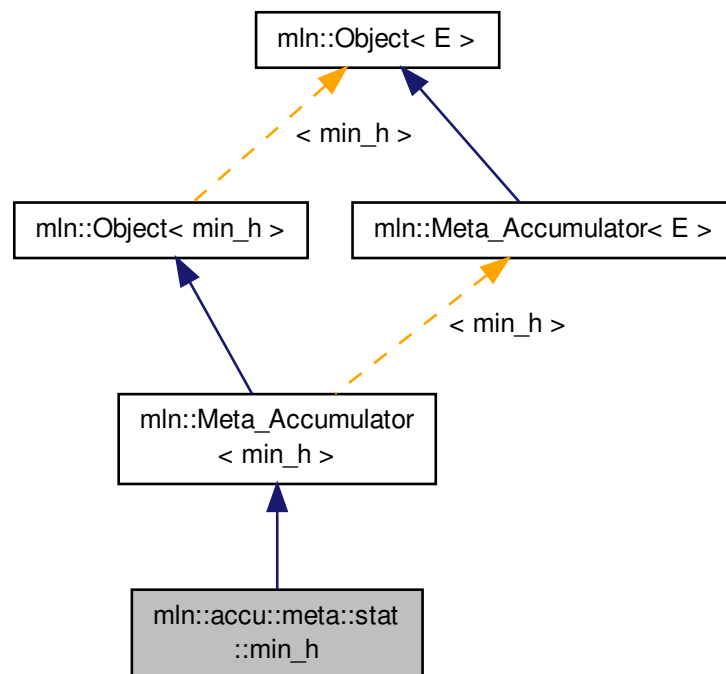 mln::Object< E >
< min_h >
mln::Object< min_h >
mln::Meta_Accumulator< E >
< min_h >
mln::Meta_Accumulator
< min_h >
mln::accu::meta::stat
::min_h